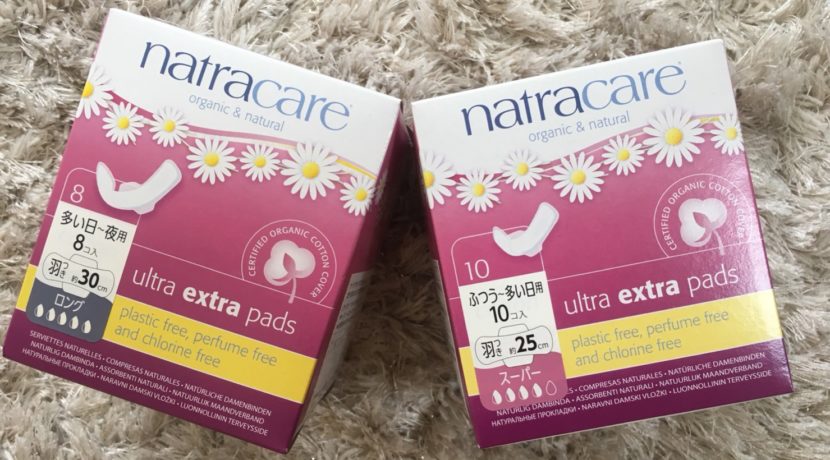 natracare
organic & natural
8
多い日~夜用
8コ入
羽つき 約30cm
ロング
CERTIFIED ORGANIC COTTON COVER
ultra extra pads
plastic free, perfume free
and chlorine free
SERVIETTES NATURELLES • COMPRESAS NATURALES • NATÜRLICHE DAMENBINDEN
NATURLIG DAMBINDA • ASSORBENTI NATURALI • NATUURLIJK MAANDVERBAND
НАТУРАЛЬНЫЕ ПРОКЛАДКИ • NARAVNI DAMSKI VLOŽKI • LUONNOLLINN TERVEYSSIDE
natracare
organic & natural
10
ふつう~多い日用
10コ入
羽つき 約25cm
スーパー
CERTIFIED ORGANIC COTTON COVER
ultra extra pads
plastic free, perfume free
and chlorine free
COMPRESAS NATURALES • NATÜRLICHE DAMENBINDEN
NATURLIG DAMBINDA • ASSORBENTI NATURALI • NATUURLIJK MAANDVERBAND
НАТУРАЛЬНЫЕ ПРОКЛАДКИ • NARAVNI DAMSKI VLOŽKI • LUONNOLLINN TERVEYSSIDE